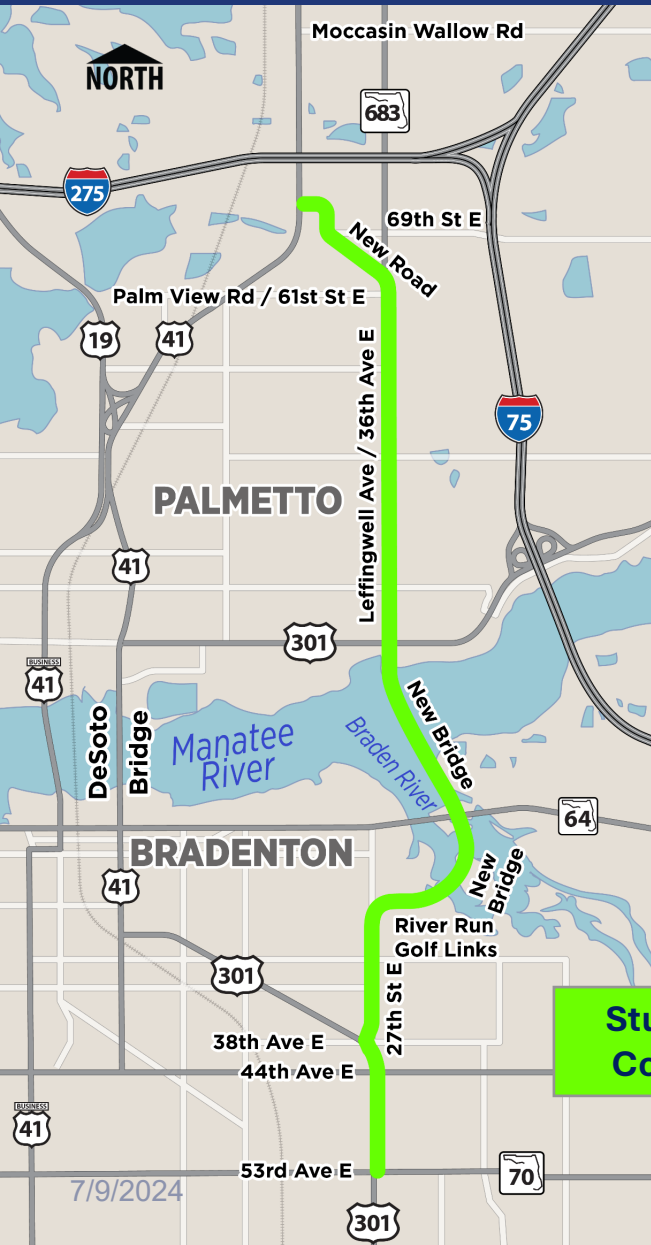 Moccasin Wallow Rd
NORTH
683
275
69th St E
New Road
Palm View Rd / 61st St E
19
41
75
Leffingwell Ave / 36th Ave E
PALMETTO
41
301
BUSINESS
41
DeSoto
Bridge
Manatee
River
Braden River
New Bridge
64
BRADENTON
41
New
Bridge
River Run
Golf Links
301
27th St E
38th Ave E
44th Ave E
Stu
Co
BUSINESS
41
53rd Ave E
70
7/9/2024
301